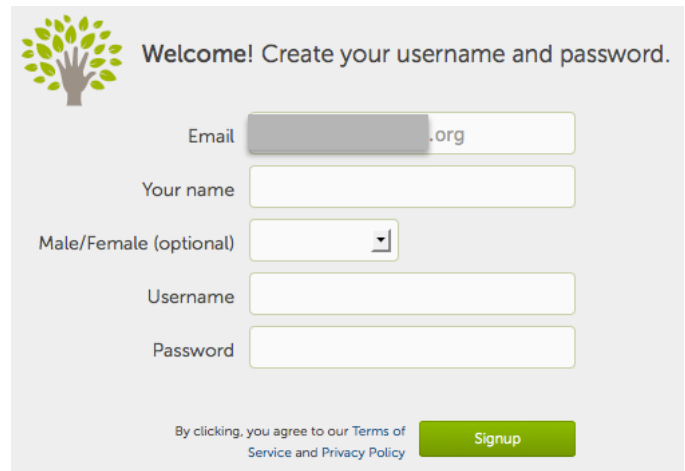 Welcome! Create your username and password.
Email
.org
Your name
Male/Female (optional)
Username
Password
By clicking, you agree to our Terms of
Service and Privacy Policy
Signup